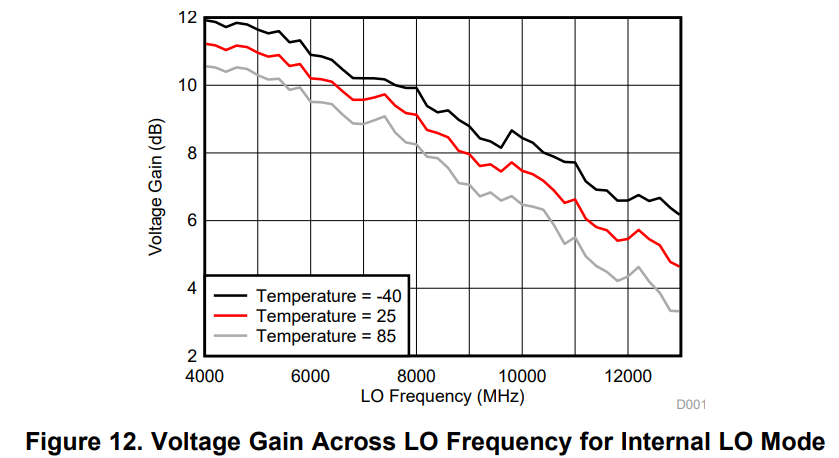 12
10
8
6
4
2
Voltage Gain (dB)
Temperature = -40
Temperature = 25
Temperature = 85
4000 6000 8000 10000 12000
LO Frequency (MHz)
D001
Figure 12. Voltage Gain Across LO Frequency for Internal LO Mode